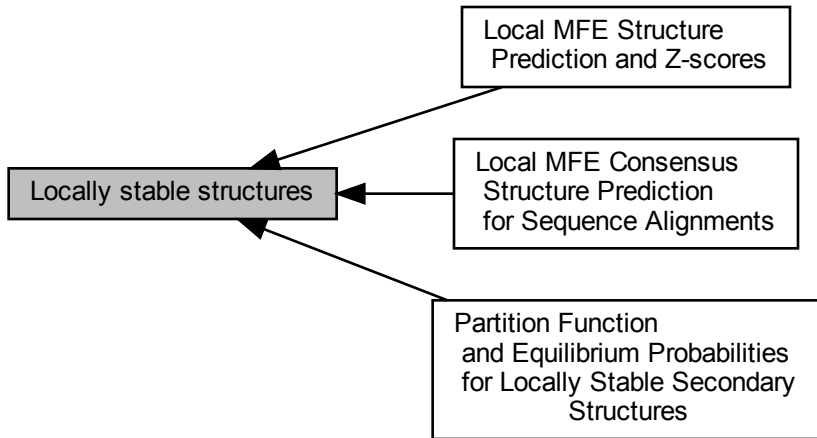 Local MFE Structure
Prediction and Z-scores
Locally stable structures
Local MFE Consensus
Structure Prediction
for Sequence Alignments
Partition Function
and Equilibrium Probabilities
for Locally Stable Secondary
Structures